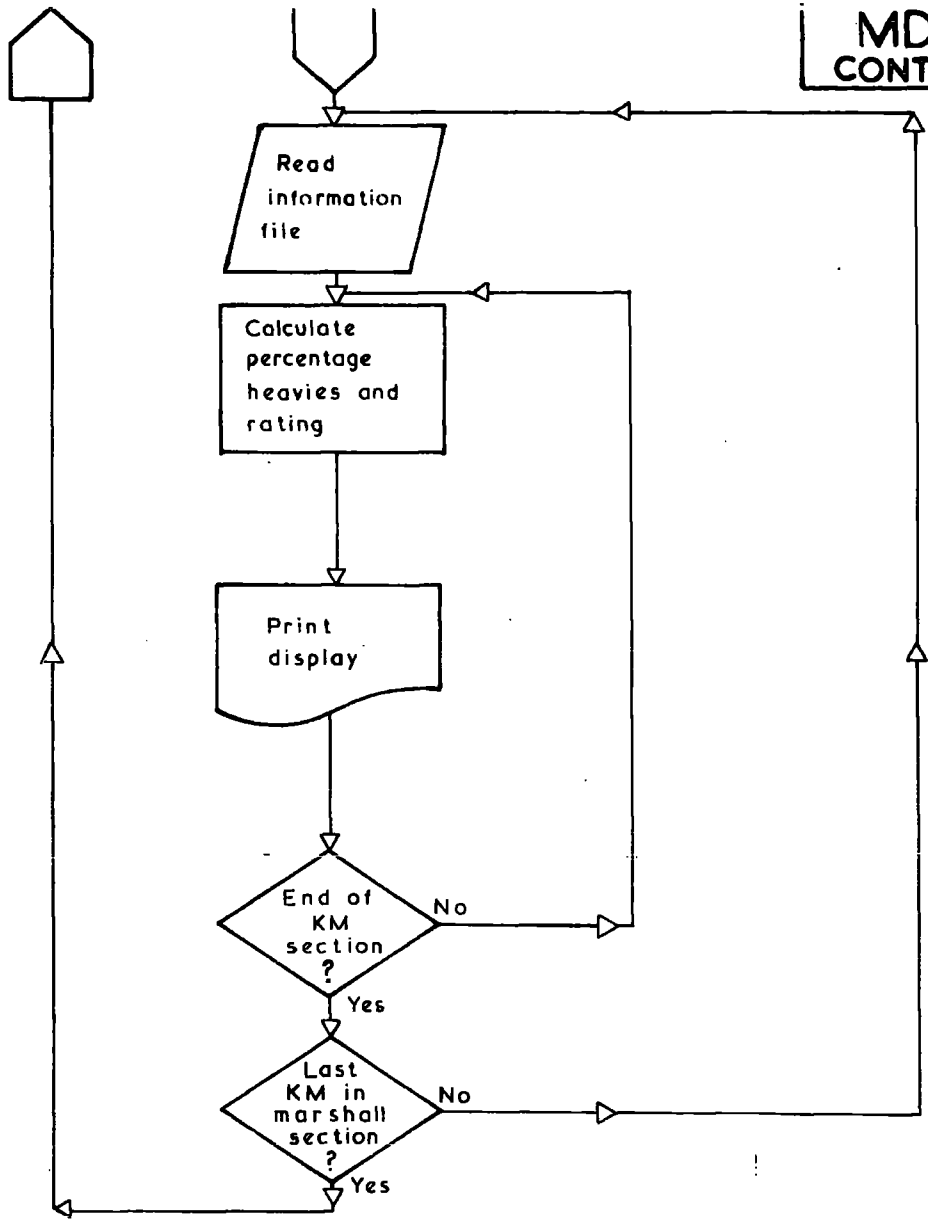 MD
CONT
Read
information
file
Calculate
percentage
heavies and
rating
Print
display
End of
KM
section
?
No
Yes
Last
KM in
marshall
section
?
No
Yes